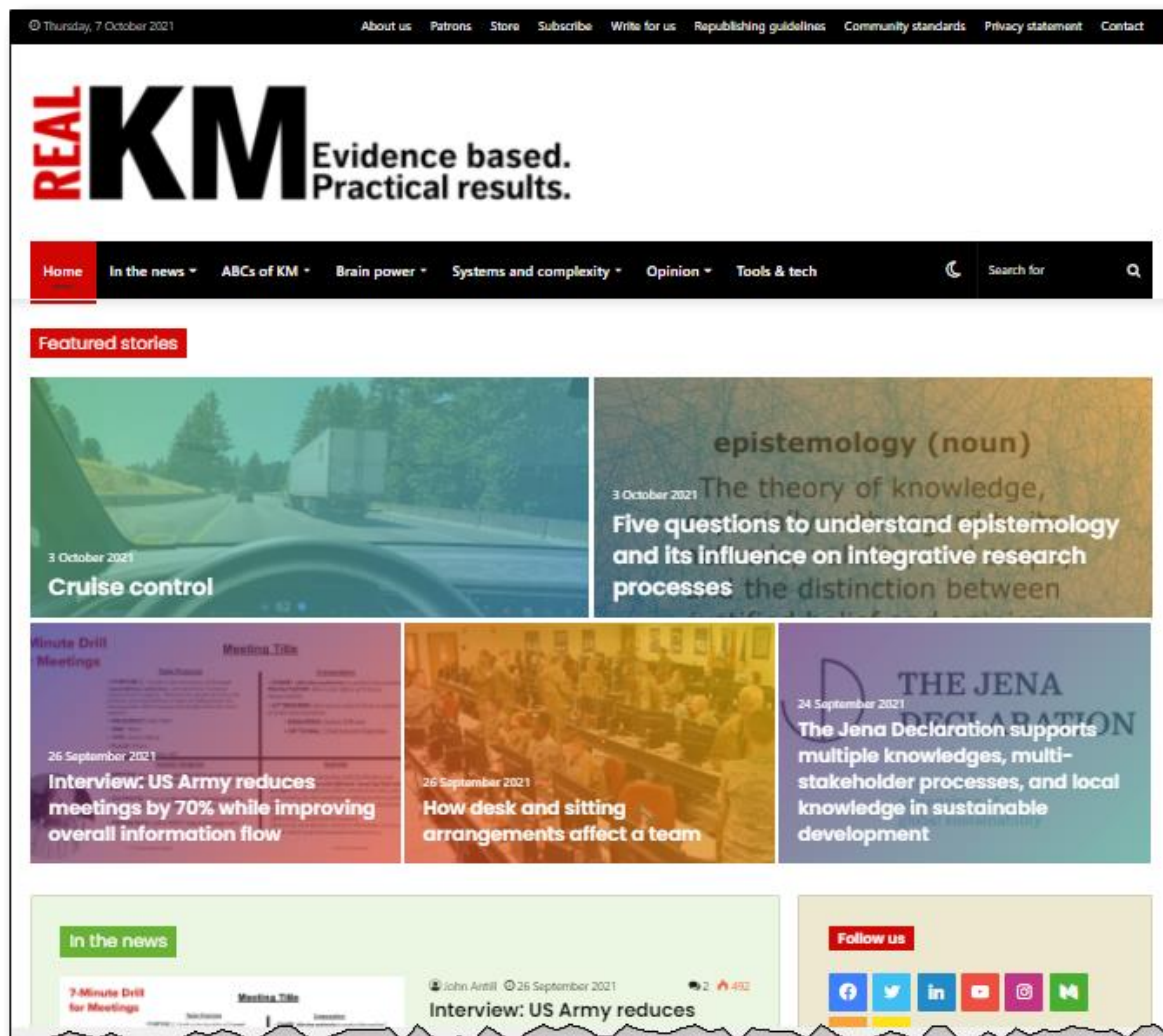 Thursday, 7 October 2021
About us Patrons Store Subscribe Write for us Republishing guidelines Community standards Privacy statement Contact
REAL
KM
Evidence based.
Practical results.
Home In the news ABCs of KM Brain power Systems and complexity Opinion Tools & tech Search for
Featured stories
3 October 2021
Cruise control
epistemology (noun)
The theory of knowledge,
3 October 2021
Five questions to understand epistemology
and its influence on integrative research
processes
the distinction between
Minute Drill
Meetings
Meeting Title
26 September 2021
Interview: US Army reduces
meetings by 70% while improving
overall information flow
26 September 2021
How desk and sitting
arrangements affect a team
THE JENA
DECLARATION
24 September 2021
The Jena Declaration supports
multiple knowledges, multi-
stakeholder processes, and local
knowledge in sustainable
development
In the news
7-Minute Drill
for Meetings
Meeting Title
John Antill 26 September 2021 2 492
Interview: US Army reduces
Follow us